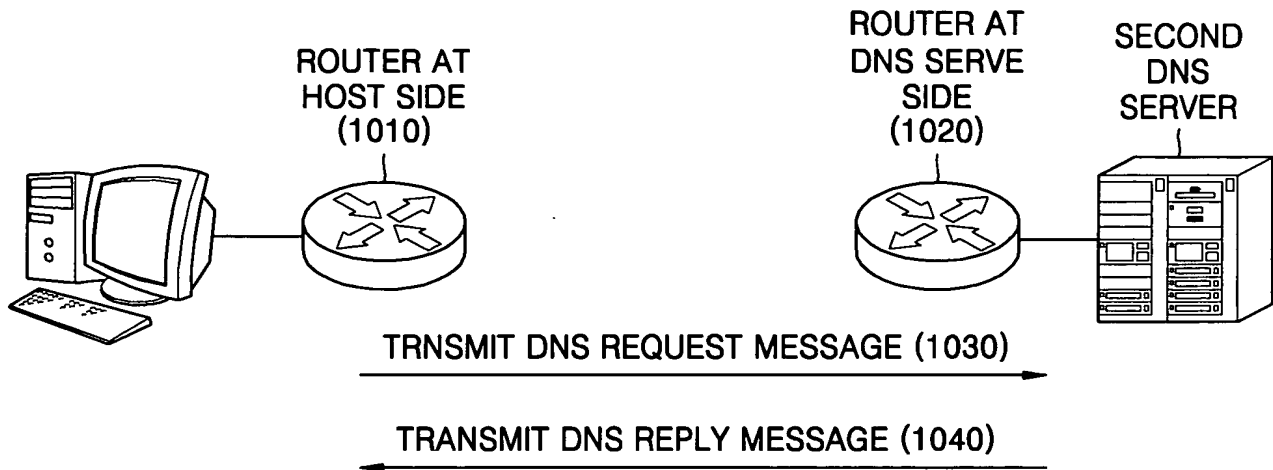 ROUTER AT
HOST SIDE
(1010)
ROUTER AT
DNS SERVE
SIDE
(1020)
SECOND
DNS
SERVER
TRNSMIT DNS REQUEST MESSAGE (1030)
TRANSMIT DNS REPLY MESSAGE (1040)